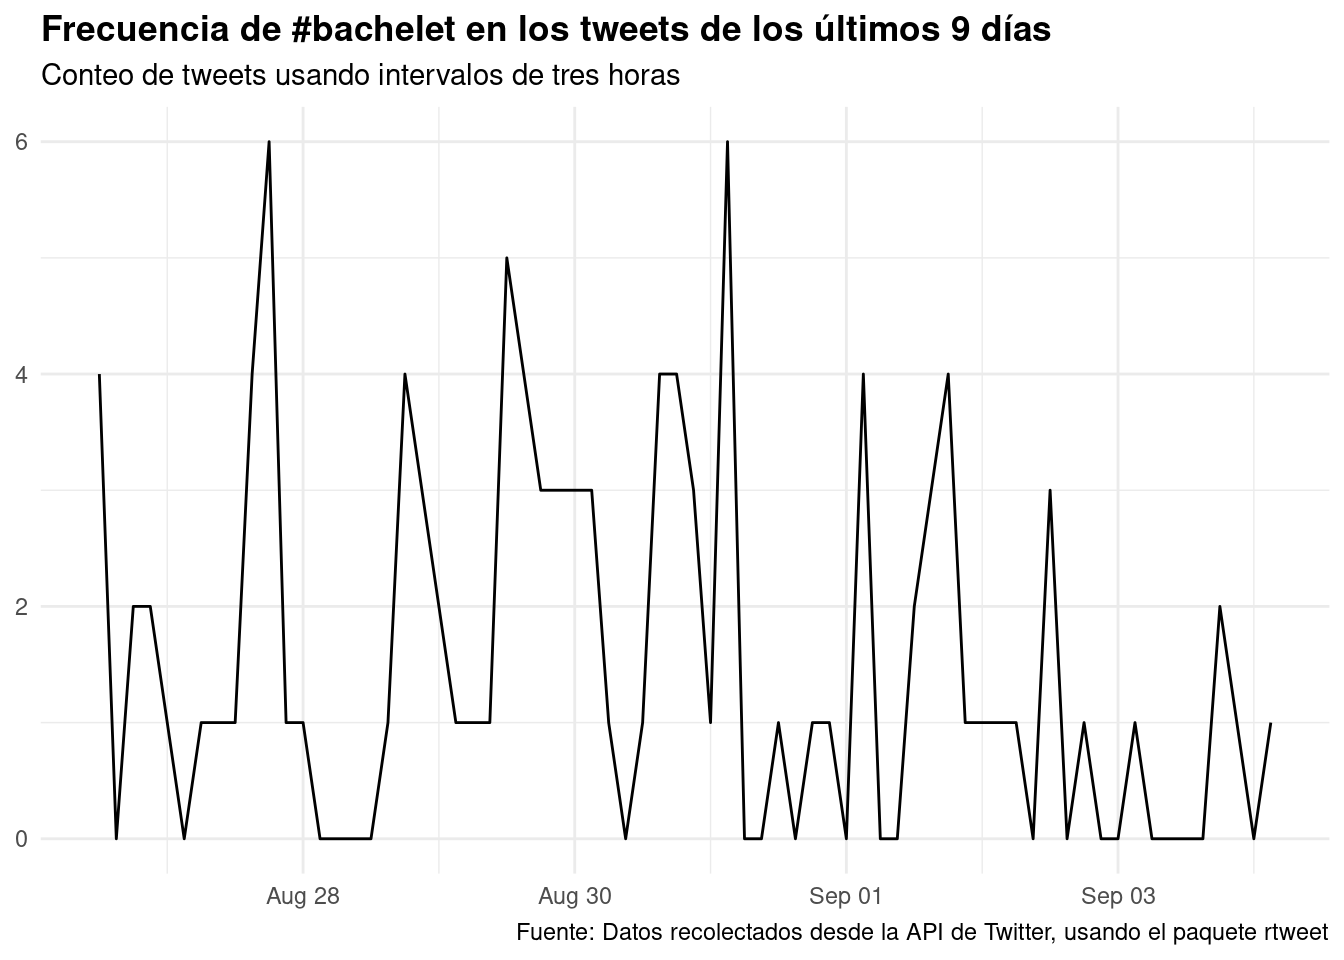 Frecuencia de #bachelet en los tweets de los últimos 9 días
Conteo de tweets usando intervalos de tres horas
6
4
2
0
Aug 28 Aug 30 Sep 01 Sep 03
Fuente: Datos recolectados desde la API de Twitter, usando el paquete rtweet